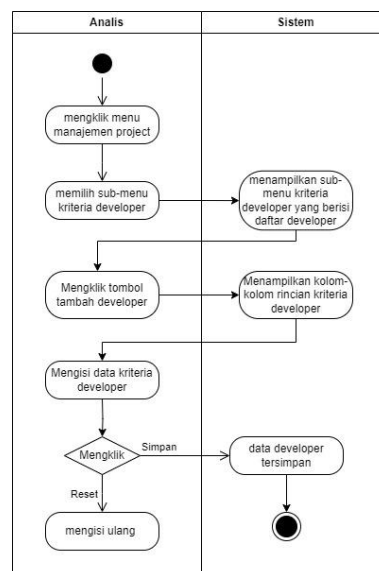 Analis
Sistem
mengklik menu
manajemen project
memilih sub-menu
kriteria developer
menampilkan sub-
menu kriteria
developer yang berisi
daftar developer
Mengklik tombol
tambah developer
Menampilkan kolom-
kolom rincian kriteria
developer
Mengisi data kriteria
developer
Mengklik
Simpan
data developer
tersimpan
Reset
mengisi ulang